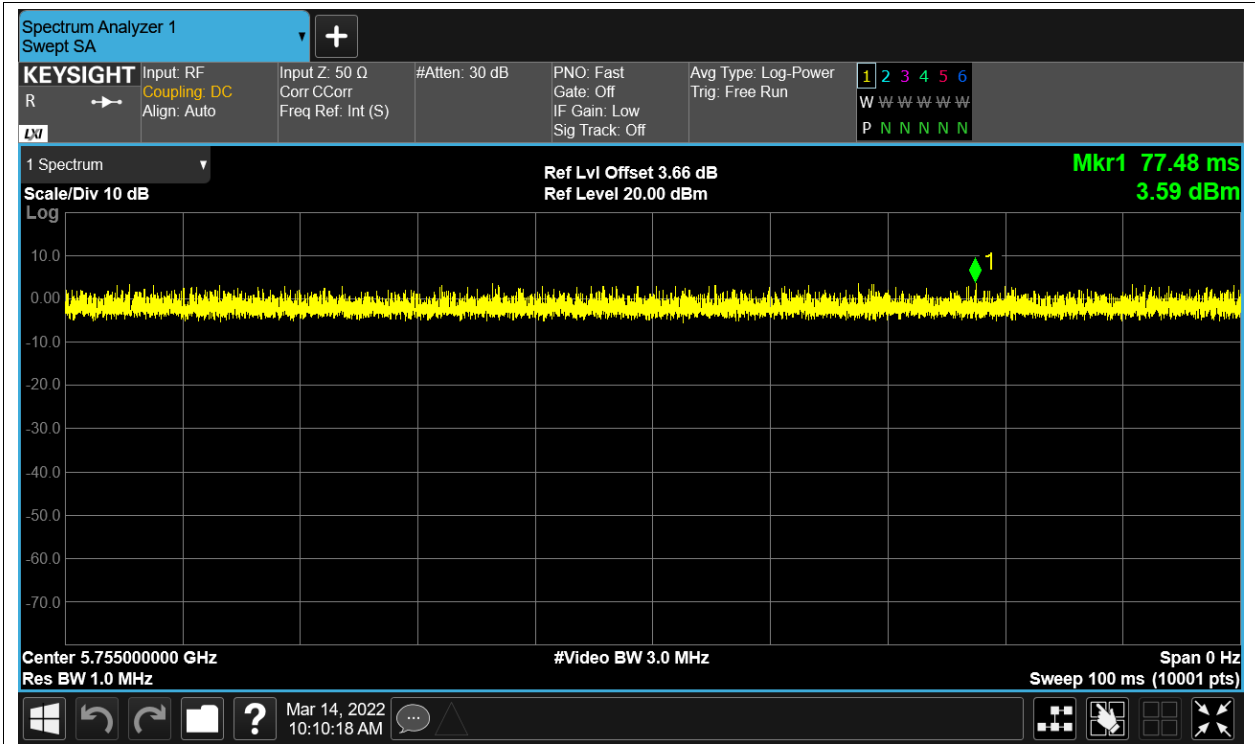 Spectrum Analyzer 1
Swept SA
KEYSIGHT
R
LXI
Input: RF
Coupling: DC
Align: Auto
Input Z: 50 Ω
Corr CCorr
Freq Ref: Int (S)
#Atten: 30 dB
PNO: Fast
Gate: Off
IF Gain: Low
Sig Track: Off
Avg Type: Log-Power
Trig: Free Run
1 2 3 4 5 6
W W W W W W
P N N N N N
1 Spectrum
Scale/Div 10 dB
Log
Ref Lvl Offset 3.66 dB
Ref Level 20.00 dBm
Mkr1 77.48 ms
3.59 dBm
1
10.0
0.00
-10.0
-20.0
-30.0
-40.0
-50.0
-60.0
-70.0
Center 5.755000000 GHz
#Video BW 3.0 MHz
Span 0 Hz
Res BW 1.0 MHz
Sweep 100 ms (10001 pts)
?
Mar 14, 2022
10:10:18 AM